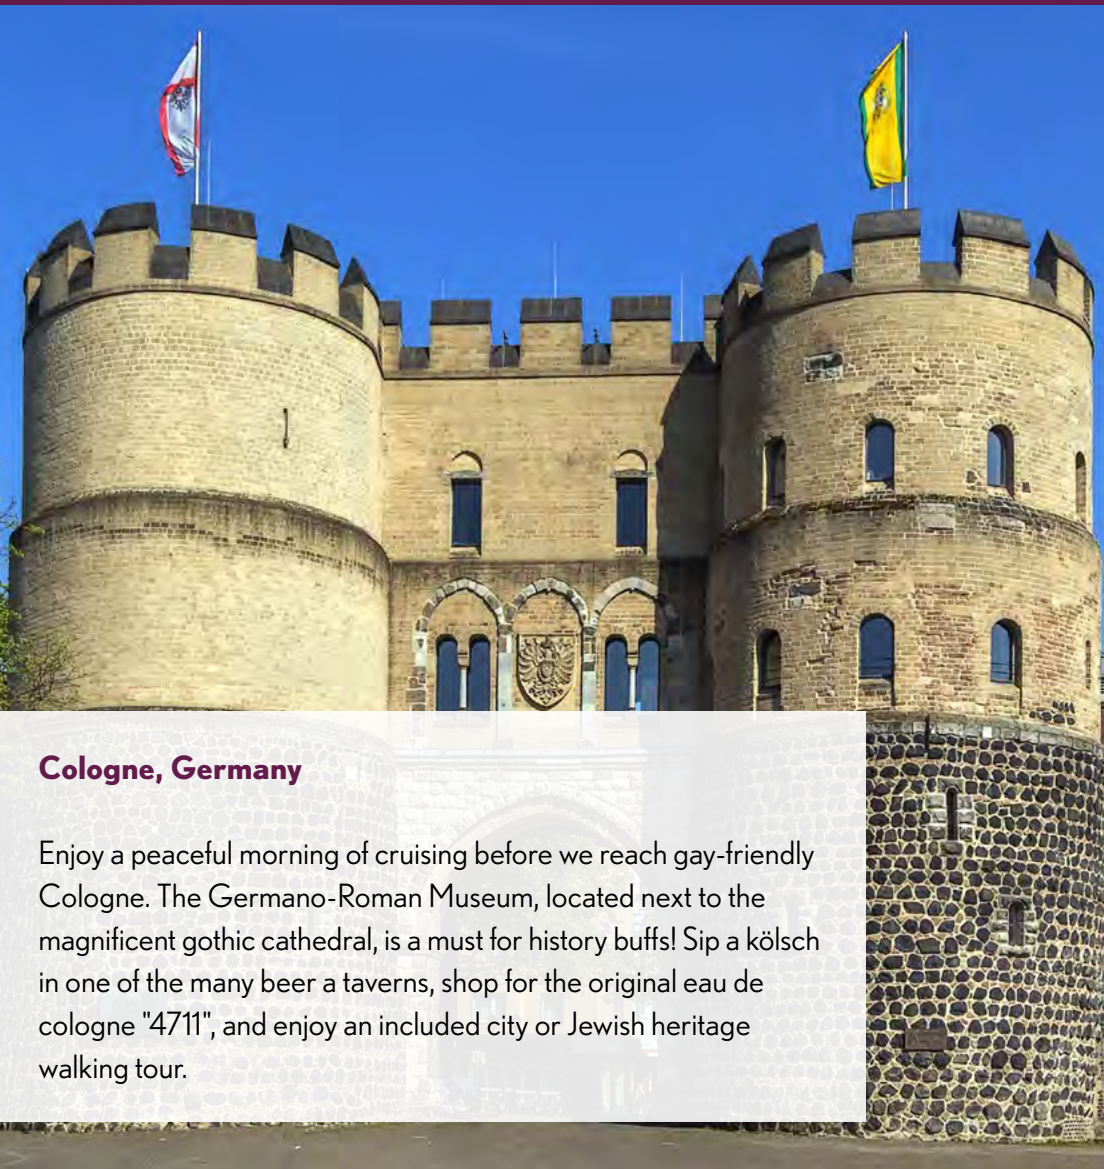 Cologne, Germany
Enjoy a peaceful morning of cruising before we reach gay-friendly
Cologne. The Germano-Roman Museum, located next to the
magnificent gothic cathedral, is a must for history buffs! Sip a kölsch
in one of the many beer a taverns, shop for the original eau de
cologne "4711", and enjoy an included city or Jewish heritage
walking tour.